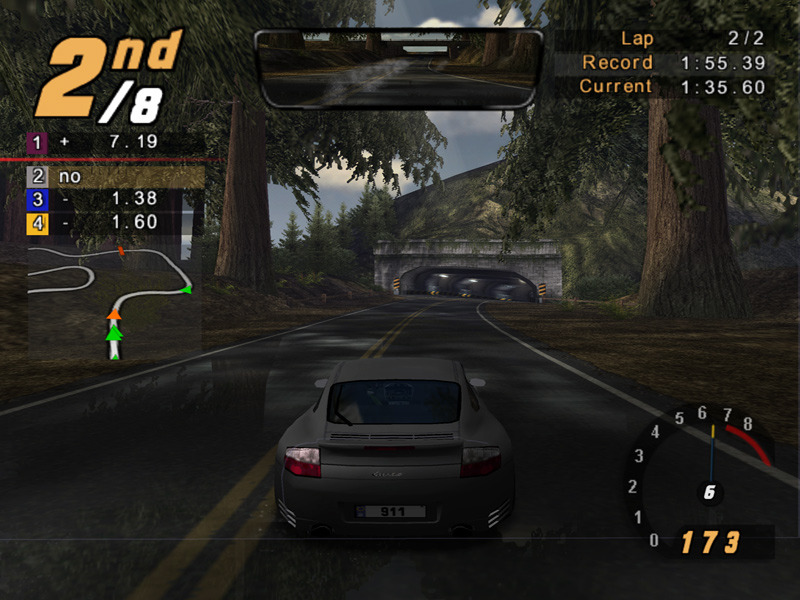 2nd/8
Lap 2/2
Record 1:55.39
Current 1:35.60
1 + 7.19
2 no
3 - 1.38
4 - 1.60
911
0 1 2 3 4 5 6 7 8
6
173